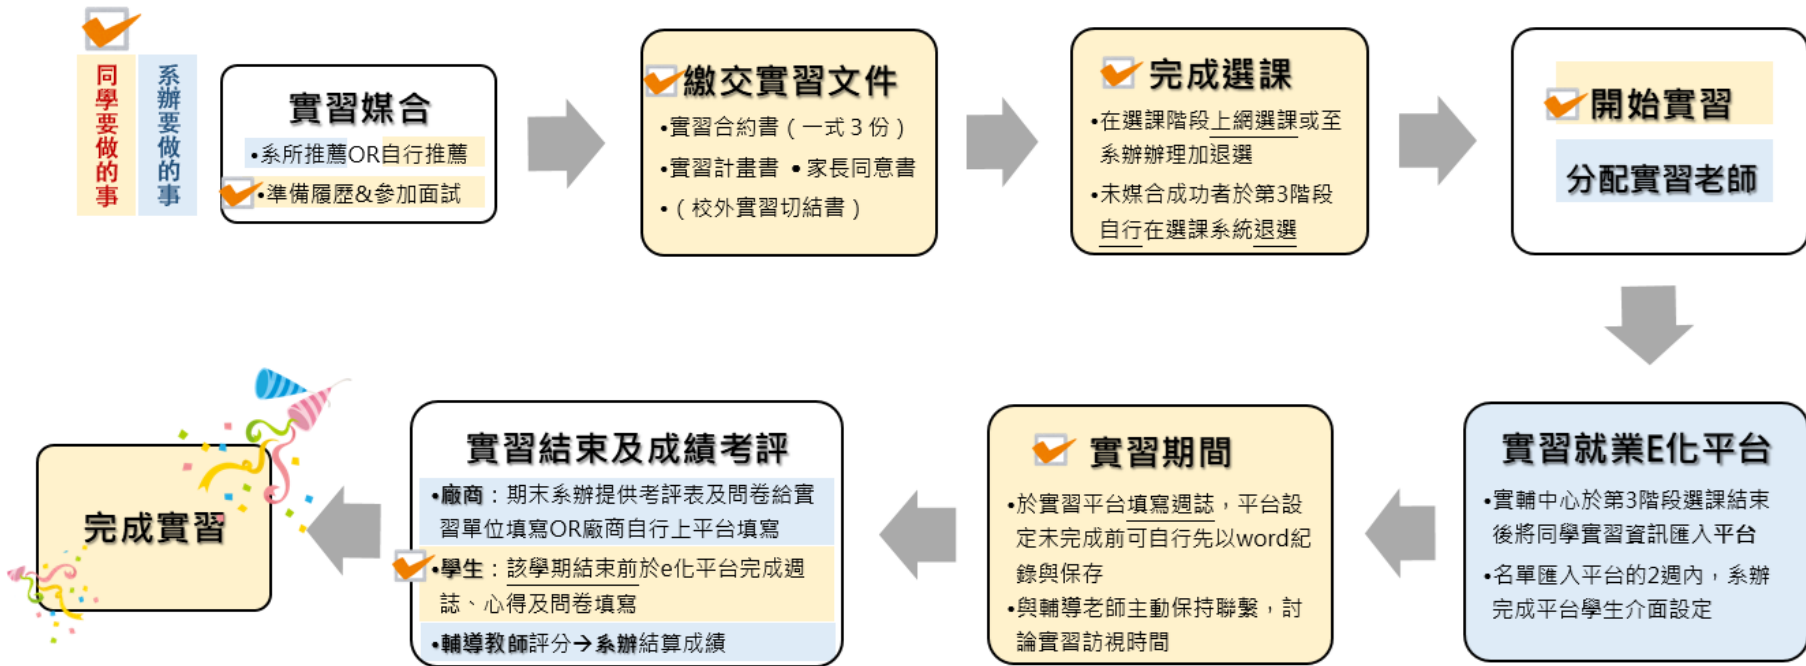 同學要做的事
系辦要做的事
實習媒合
•系所推薦OR自行推薦
•準備履歷&參加面試
繳交實習文件
•實習合約書（一式３份）
•實習計畫書 •家長同意書
•（校外實習切結書）
完成選課
•在選課階段上網選課或至
系辦辦理加退選
•未媒合成功者於第3階段
自行在選課系統退選
開始實習
分配實習老師
實習就業E化平台
•實輔中心於第3階段選課結束
後將同學實習資訊匯入平台
•名單匯入平台的2週內，系辦
完成平台學生介面設定
實習期間
•於實習平台填寫週誌，平台設
定未完成前可自行先以word紀
錄與保存
•與輔導老師主動保持聯繫，討
論實習訪視時間
實習結束及成績考評
•廠商：期末系辦提供考評表及問卷給實
習單位填寫OR廠商自行上平台填寫
•學生：該學期結束前於e化平台完成週
誌、心得及問卷填寫
•輔導教師評分→系辦結算成績
完成實習